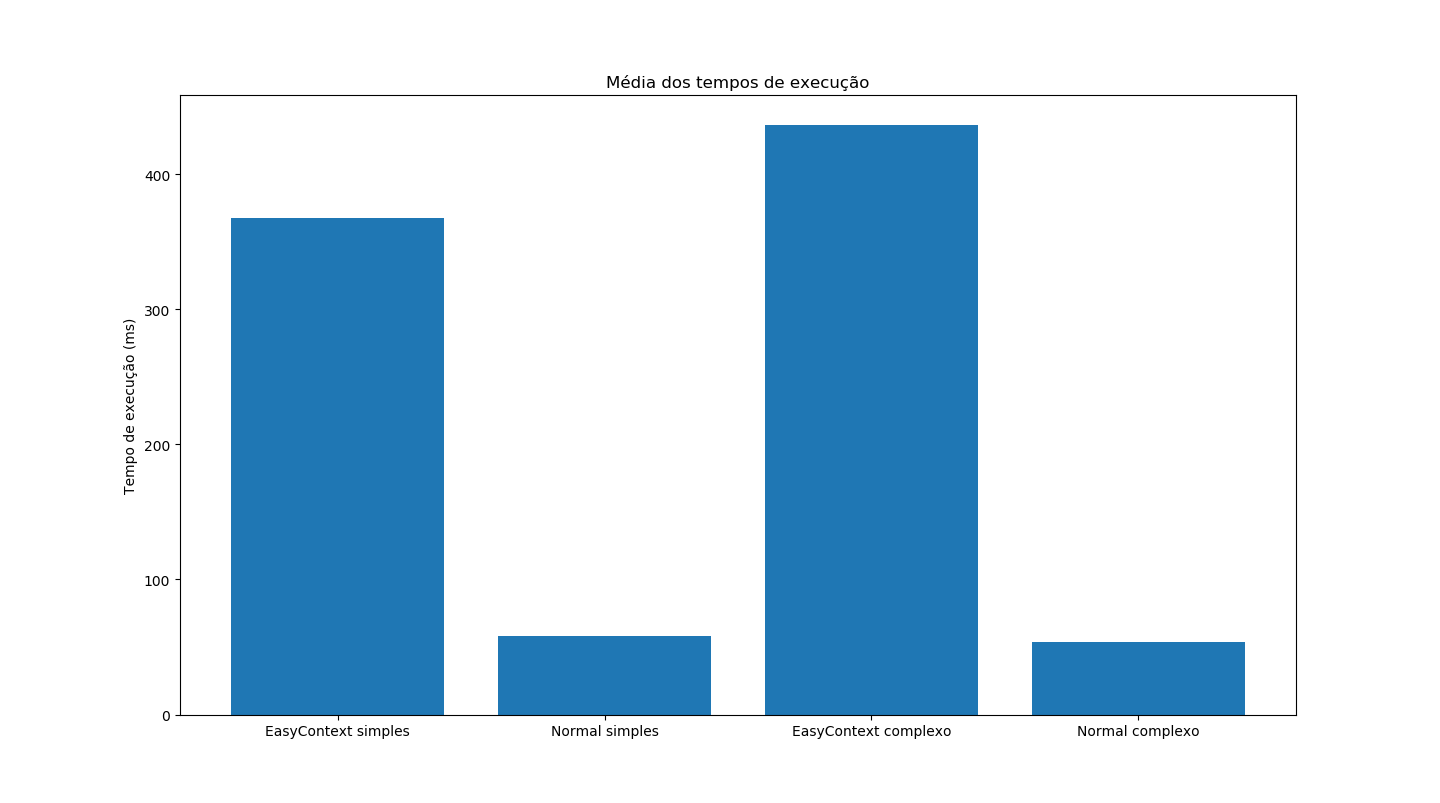 Média dos tempos de execução
Tempo de execução (ms)
400
300
200
100
0
EasyContext simples
Normal simples
EasyContext complexo
Normal complexo